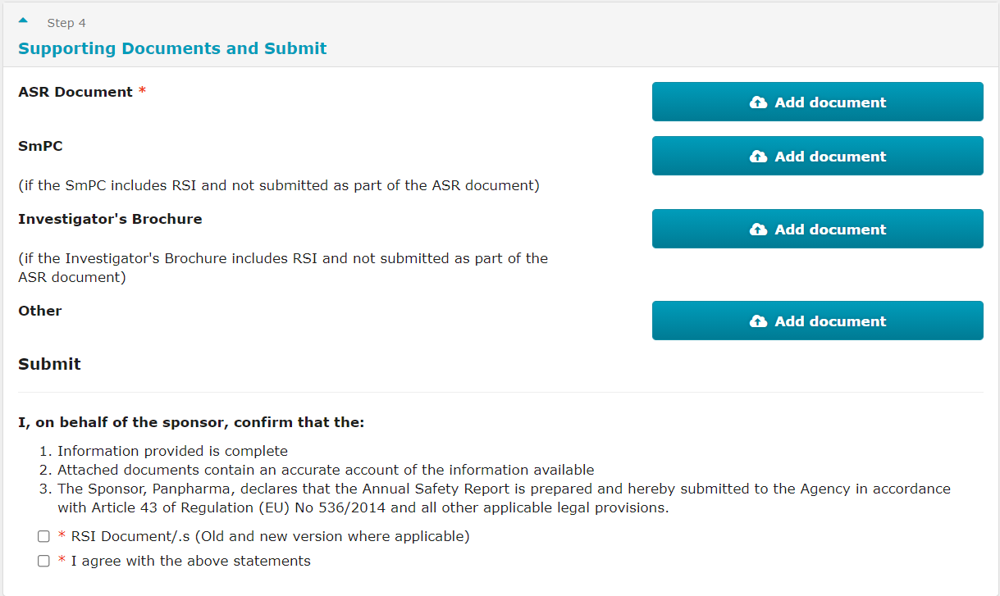 Step 4
Supporting Documents and Submit
ASR Document *
Add document
SmPC
Add document
(if the SmPC includes RSI and not submitted as part of the ASR document)
Investigator's Brochure
Add document
(if the Investigator's Brochure includes RSI and not submitted as part of the
ASR document)
Other
Add document
Submit
I, on behalf of the sponsor, confirm that the:
1. Information provided is complete
2. Attached documents contain an accurate account of the information available
3. The Sponsor, Panpharma, declares that the Annual Safety Report is prepared and hereby submitted to the Agency in accordance
with Article 43 of Regulation (EU) No 536/2014 and all other applicable legal provisions.
* RSI Document/.s (Old and new version where applicable)
* I agree with the above statements